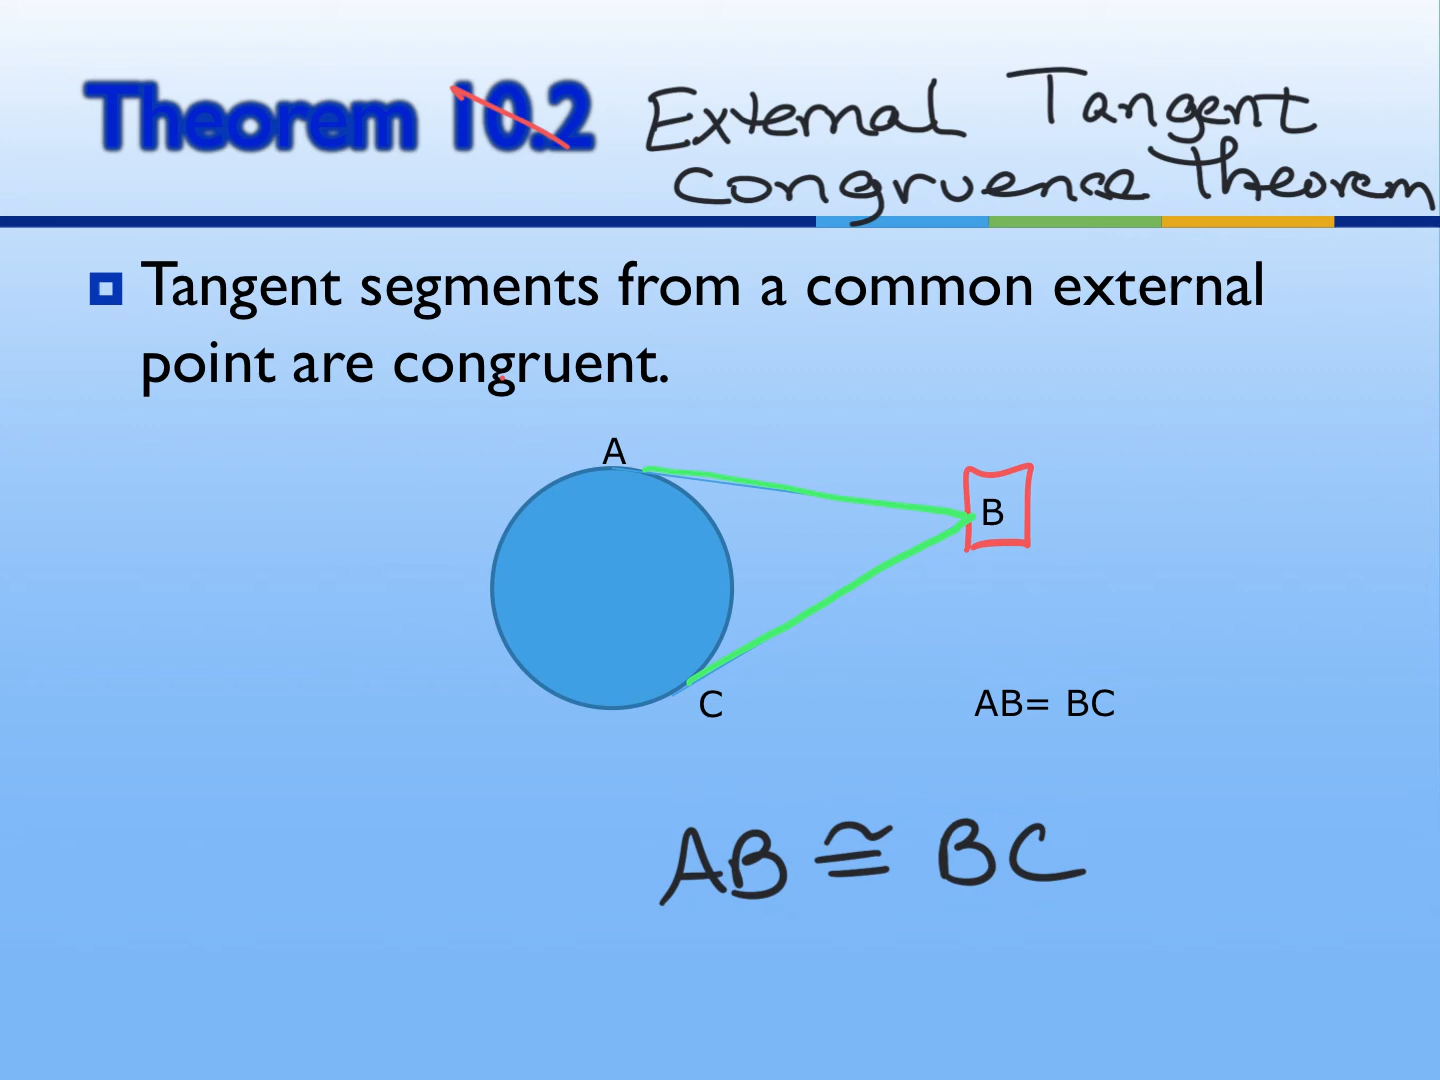 Theorem 10.2 External Tangent
Congruence Theorem
Tangent segments from a common external
point are congruent.
A
B
C
AB= BC
AB ≅ BC